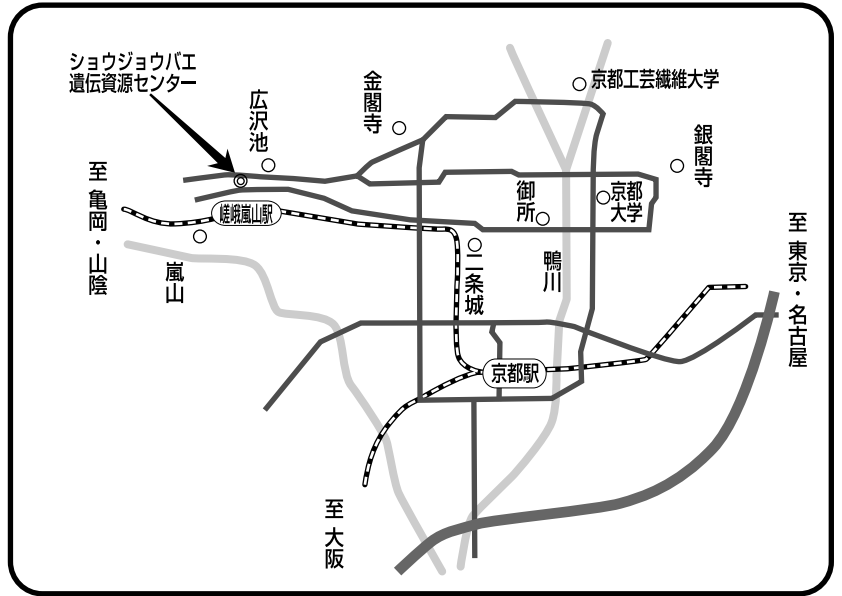 ショウジョウバエ
遺伝資源センター
広沢池
金閣寺
京都工芸繊維大学
銀閣寺
至 亀岡・山陰
嵯峨嵐山駅
嵐山
御所
京都
大学
二条城
鴨川
至 東京・名古屋
京都駅
至 大阪